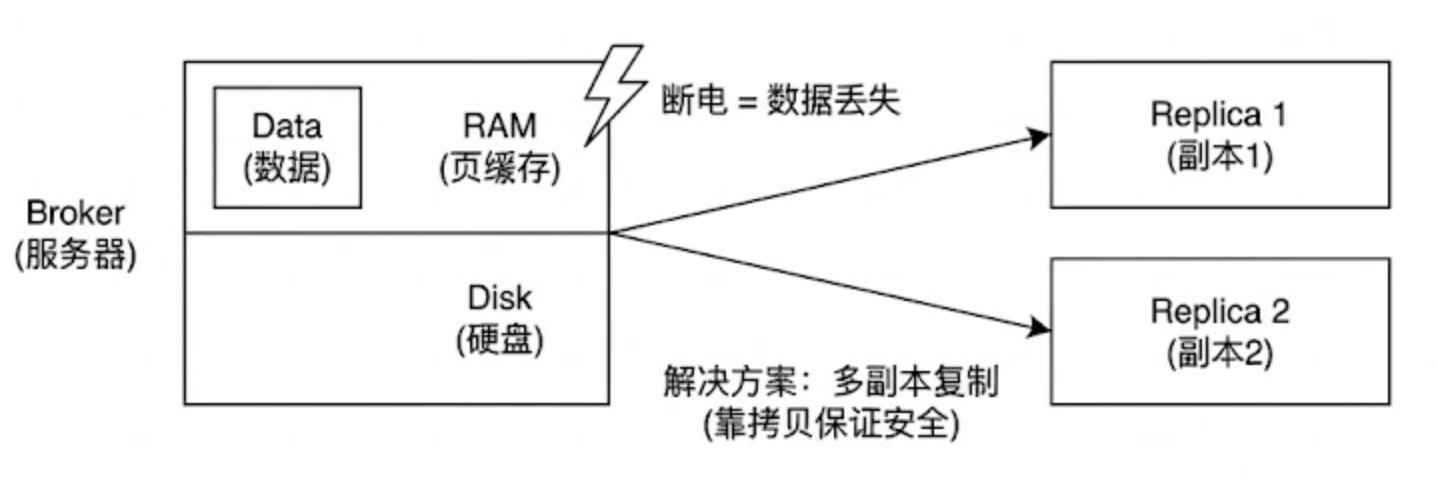 Broker
(服务器)
Data
(数据)
RAM
(页缓存)
断电 = 数据丢失
Disk
(硬盘)
解决方案：多副本复制
(靠拷贝保证安全)
Replica 1
(副本1)
Replica 2
(副本2)